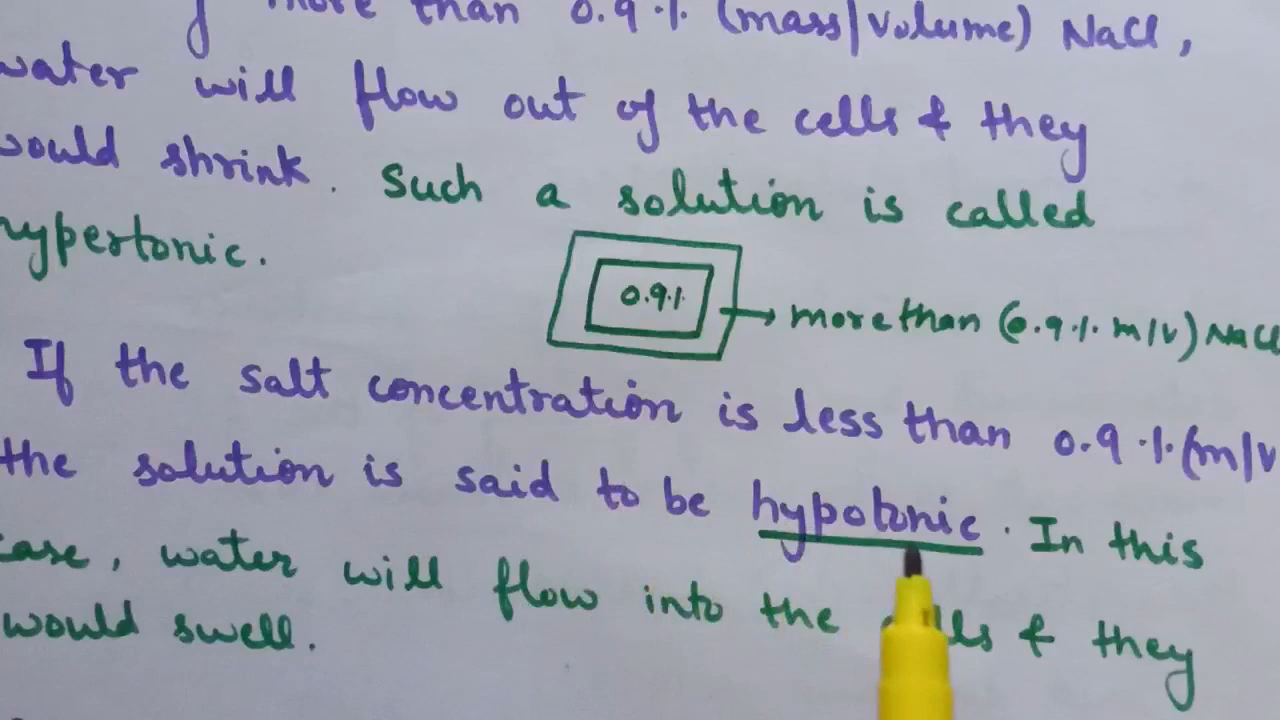 more than 0.9% (mass/volume) NaCl,
water will flow out of the cells & they
would shrink. Such a solution is called
hypertonic.
0.9%
more than (0.9% m/v) NaCl
If the salt concentration is less than 0.9% (m/v
the solution is said to be hypotonic. In this
case, water will flow into the cells & they
would swell.